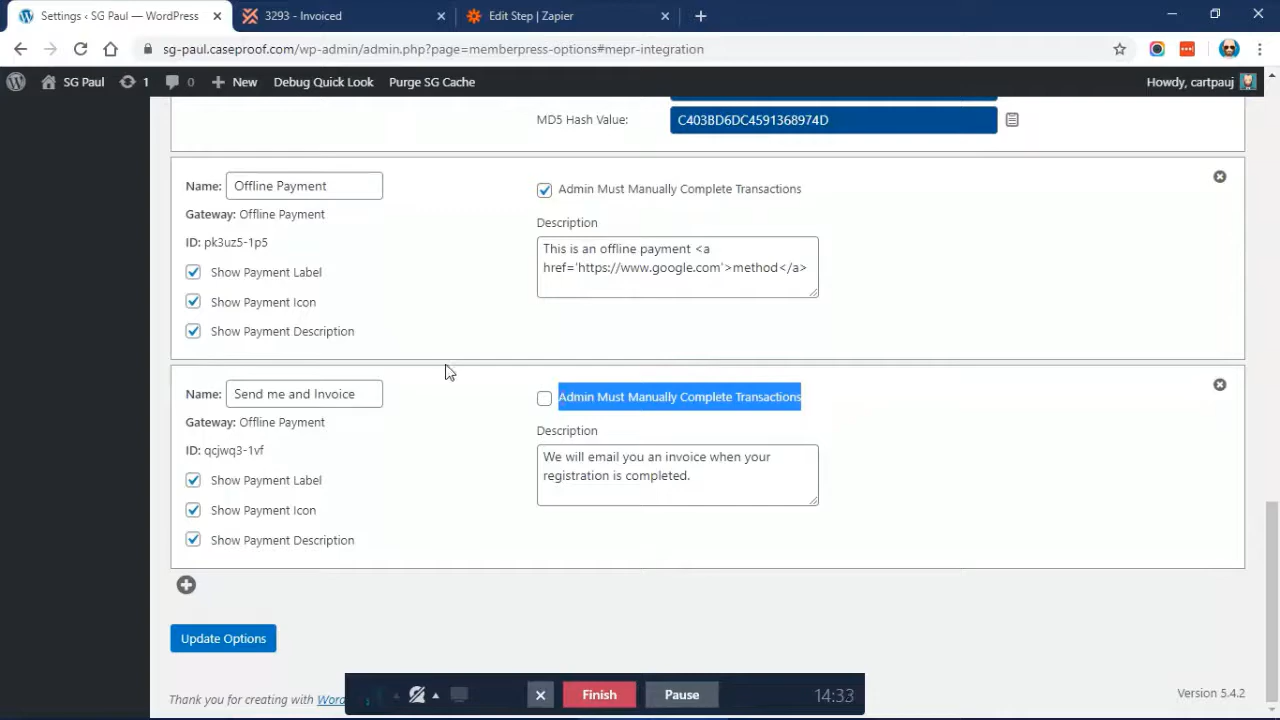 Settings ‹ SG Paul — WordPress
3293 - Invoiced
Edit Step | Zapier
sg-paul.caseproof.com/wp-admin/admin.php?page=memberpress-options#mepr-integration
SG Paul
1
0
New
Debug Quick Look
Purge SG Cache
Howdy, cartpauj
MD5 Hash Value:
C403BD6DC4591368974D
Name:
Offline Payment
Admin Must Manually Complete Transactions
Gateway: Offline Payment
Description
ID: pk3uz5-1p5
This is an offline payment <a
href='https://www.google.com'>method</a>
Show Payment Label
Show Payment Icon
Show Payment Description
Name:
Send me and Invoice
Admin Must Manually Complete Transactions
Gateway: Offline Payment
Description
ID: qcjwq3-1vf
We will email you an invoice when your
registration is completed.
Show Payment Label
Show Payment Icon
Show Payment Description
Update Options
Thank you for creating with Wor
Version 5.4.2
Finish
Pause
14:33